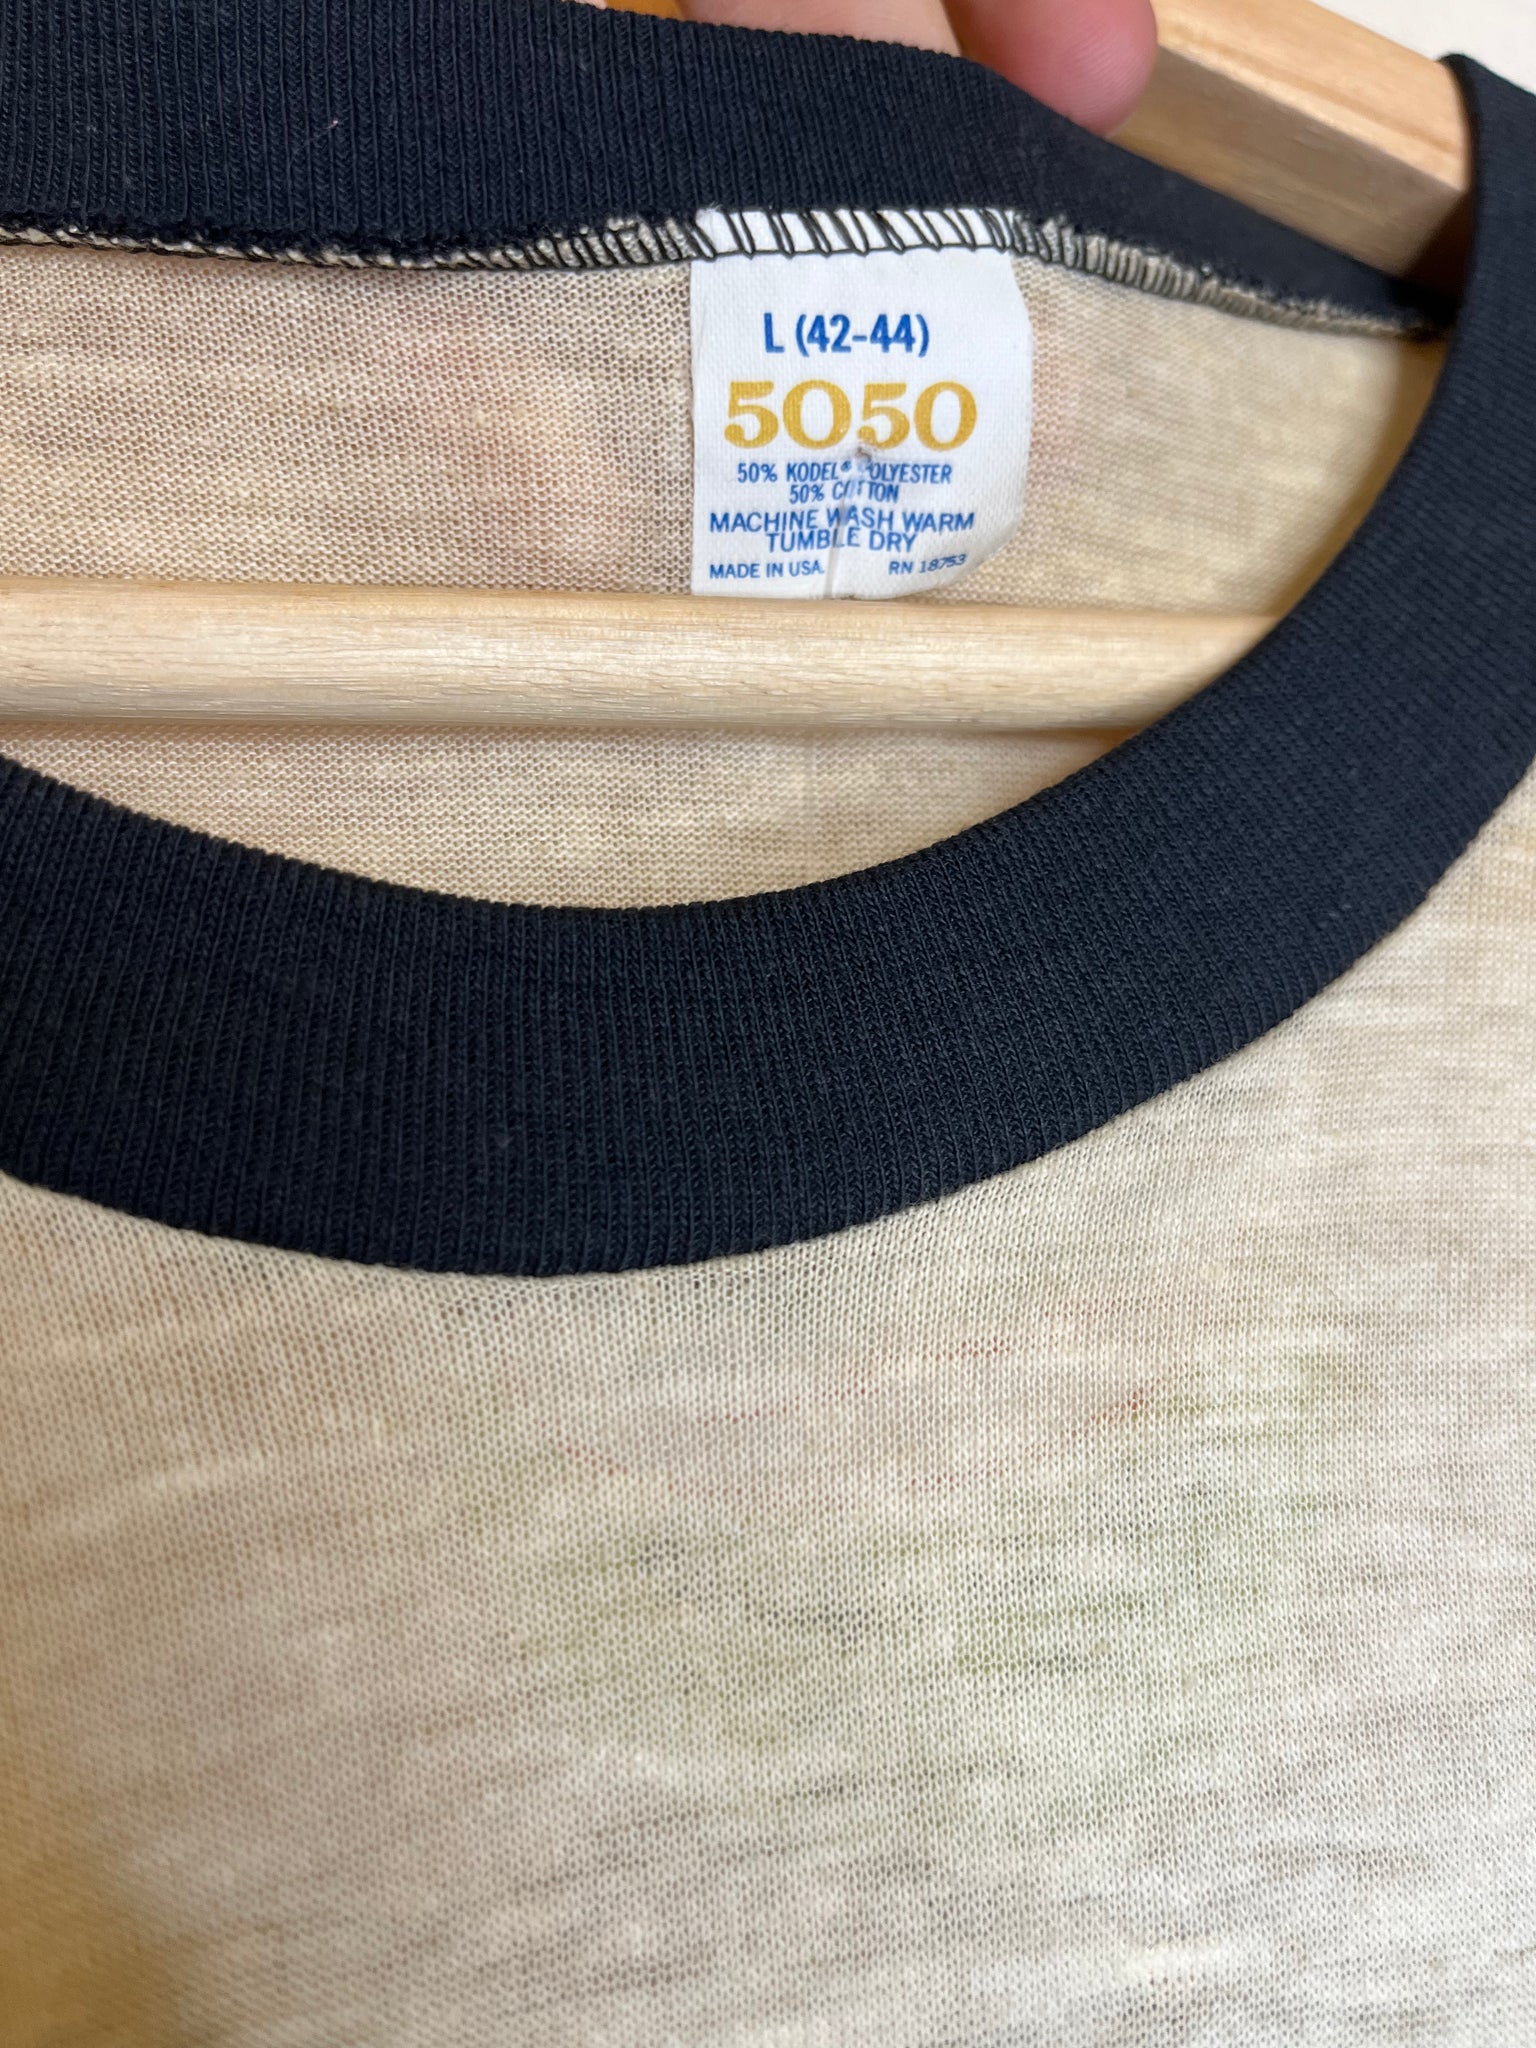 L (42-44)
5050
50% KODEL® POLYESTER
50% COTTON
MACHINE WASH WARM
TUMBLE DRY
MADE IN USA. RN 18753